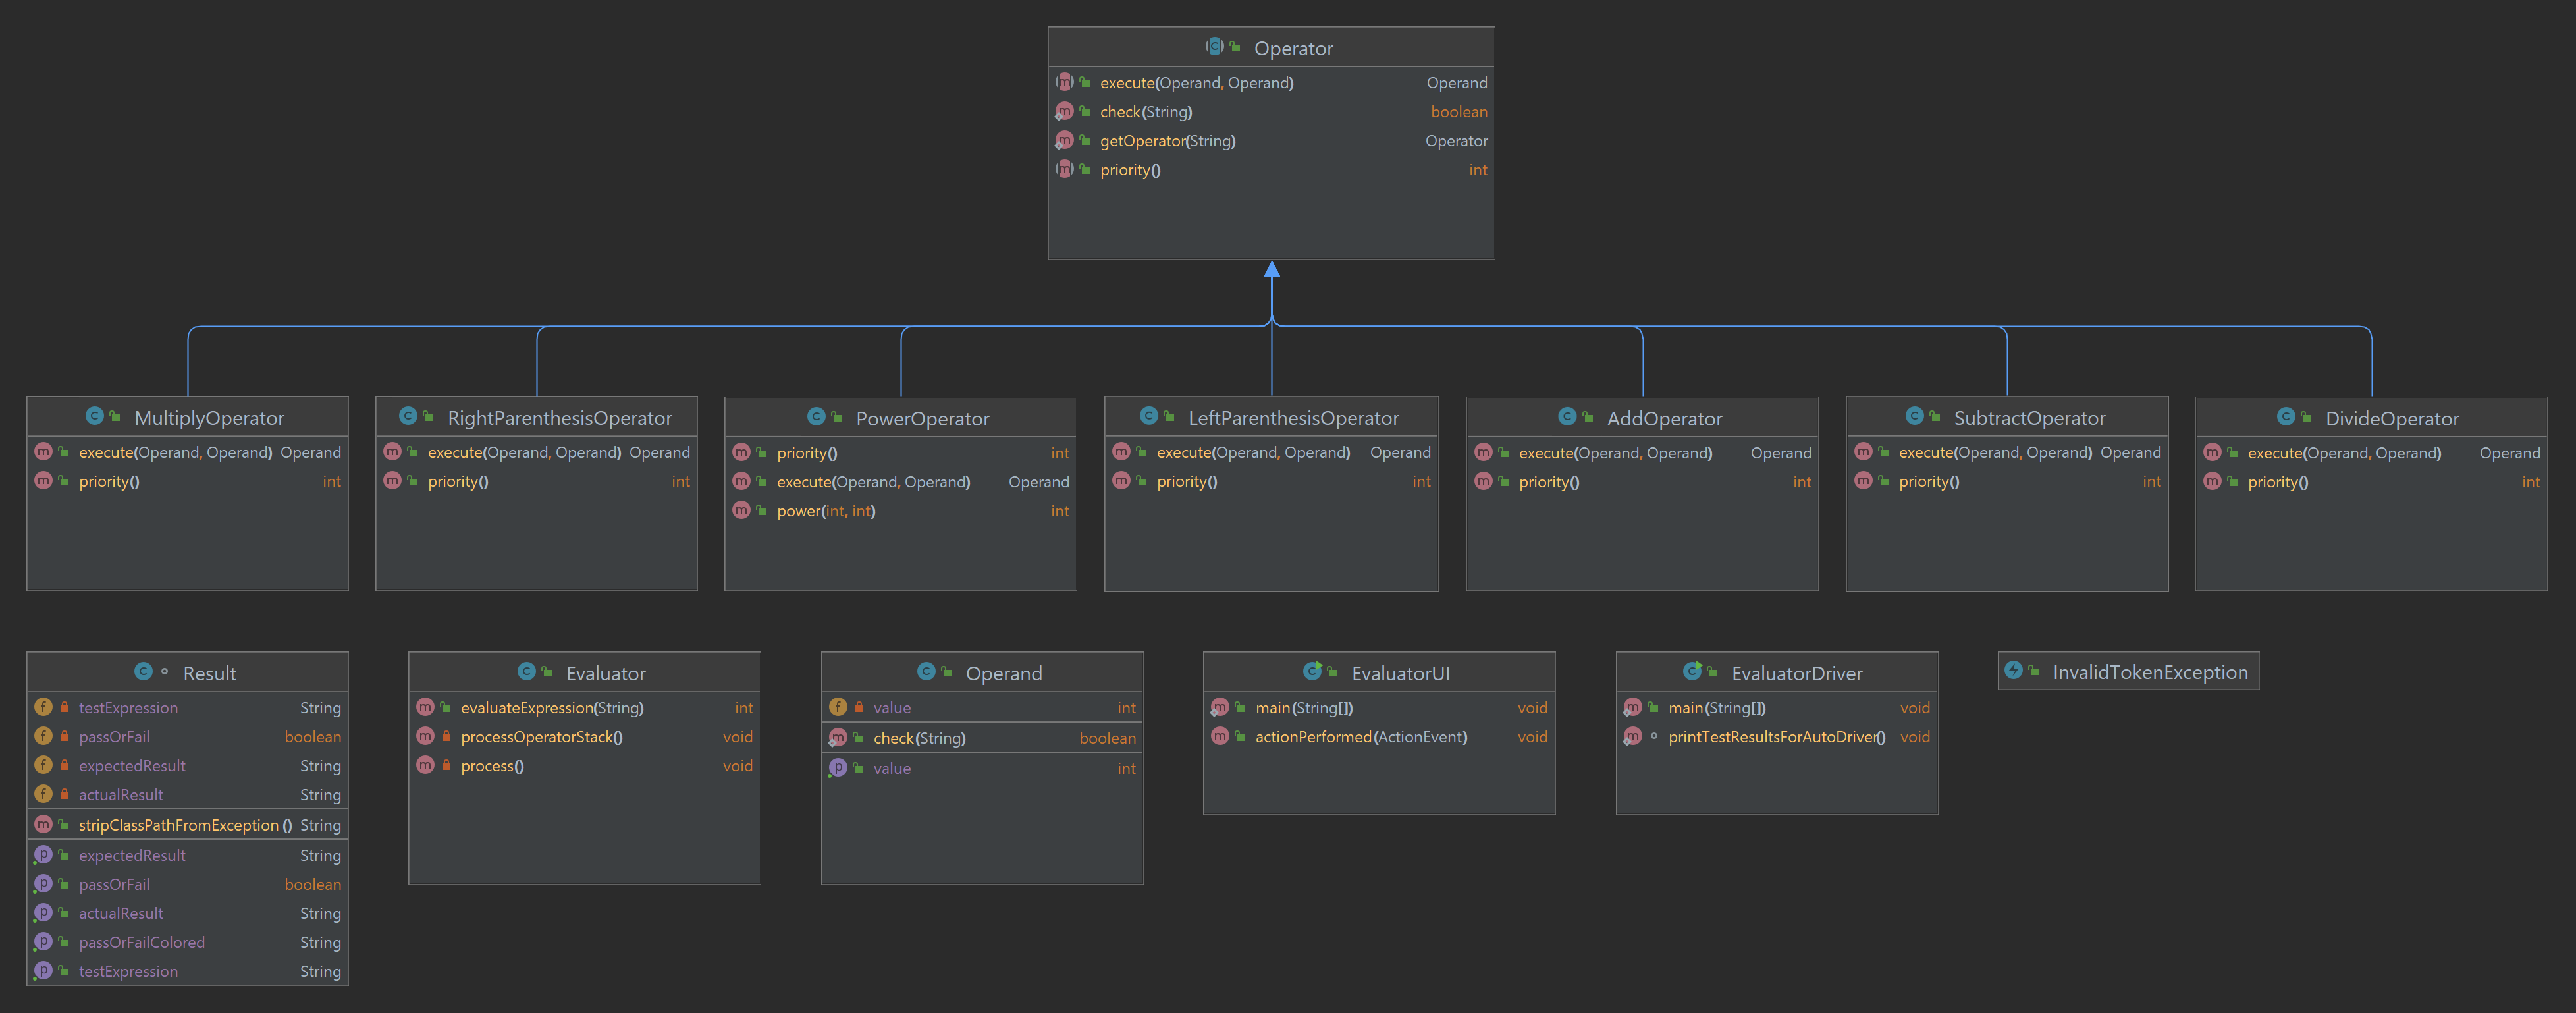 Operator
execute(Operand, Operand) Operand
check(String) boolean
getOperator(String) Operator
priority() int
MultiplyOperator
execute(Operand, Operand) Operand
priority() int
RightParenthesisOperator
execute(Operand, Operand) Operand
priority() int
PowerOperator
priority() int
execute(Operand, Operand) Operand
power(int, int) int
LeftParenthesisOperator
execute(Operand, Operand) Operand
priority() int
AddOperator
execute(Operand, Operand) Operand
priority() int
SubtractOperator
execute(Operand, Operand) Operand
priority() int
DivideOperator
execute(Operand, Operand) Operand
priority() int
Result
testExpression String
passOrFail boolean
expectedResult String
actualResult String
stripClassPathFromException () String
expectedResult String
passOrFail boolean
actualResult String
passOrFailColored String
testExpression String
Evaluator
evaluateExpression(String) int
processOperatorStack() void
process() void
Operand
value int
check(String) boolean
value int
EvaluatorUI
main(String[]) void
actionPerformed(ActionEvent) void
EvaluatorDriver
main(String[]) void
printTestResultsForAutoDriver() void
InvalidTokenException